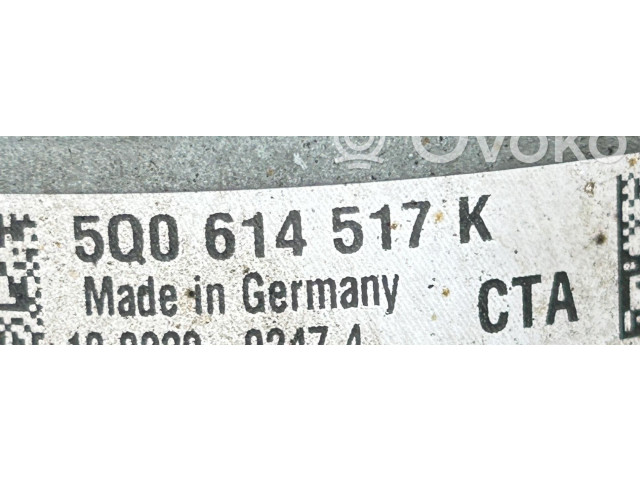 Ovoko
5Q0 614 517 K
Made in Germany
CTA